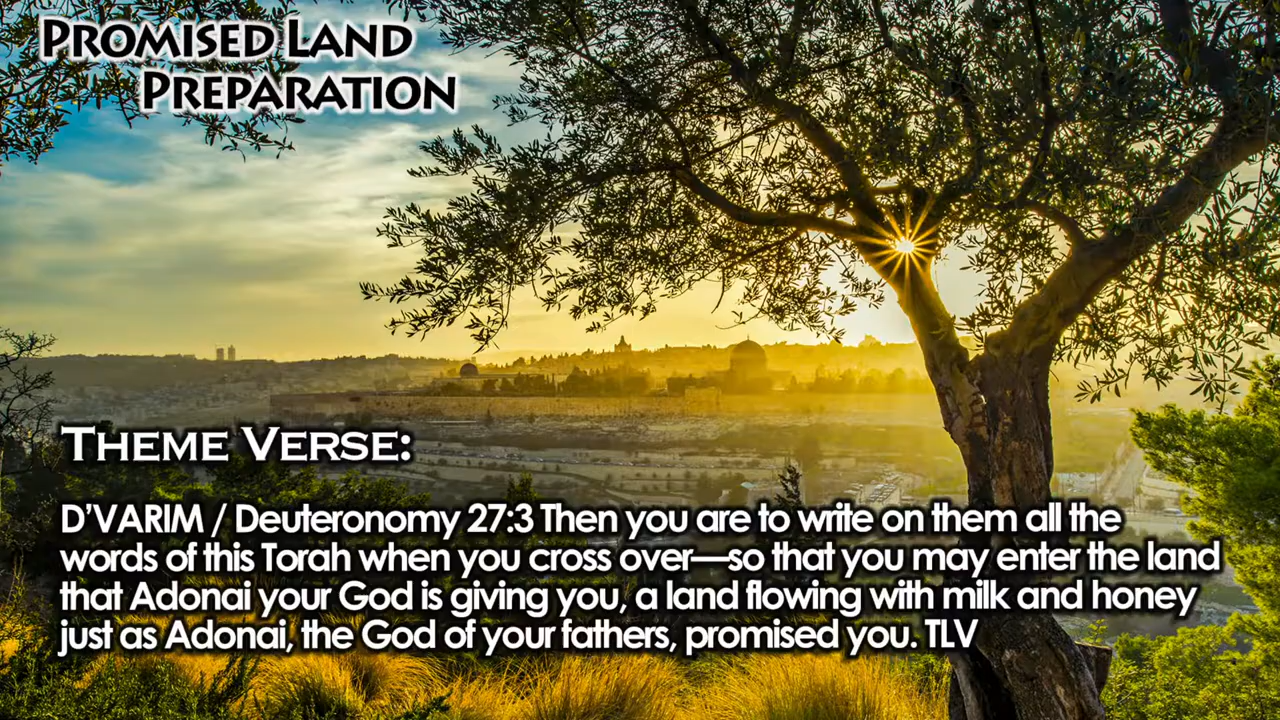 Promised Land
Preparation
Theme Verse:
D'VARIM / Deuteronomy 27:3 Then you are to write on them all the
words of this Torah when you cross over—so that you may enter the land
that Adonai your God is giving you, a land flowing with milk and honey
just as Adonai, the God of your fathers, promised you. TLV